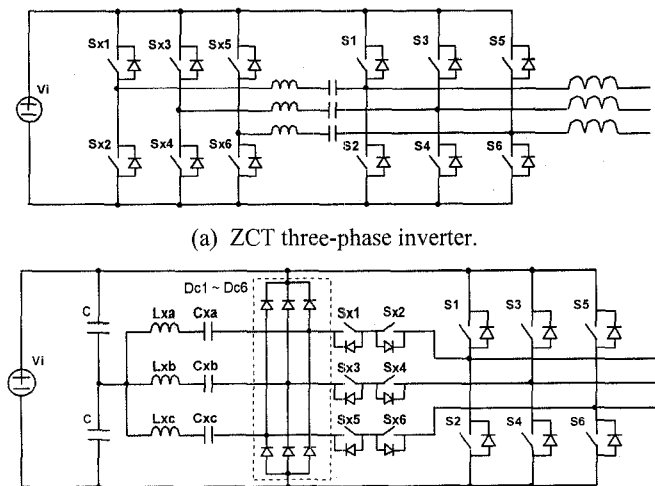 Sx1 Sx3 Sx5 S1 S3 S5
Vi
Sx2 Sx4 Sx6 S2 S4 S6
(a) ZCT three-phase inverter.
Dc1 ~ Dc6
C Lxa Cxa Sx1 Sx2 S1 S3 S5
Vi Lxb Cxb Sx3 Sx4
C Lxc Cxc Sx5 Sx6 S2 S4 S6